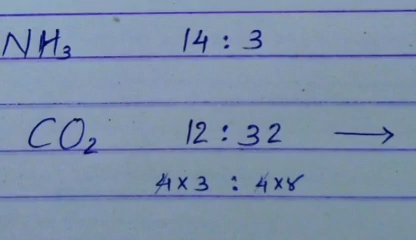 NH₃ 14 : 3
CO₂ 12 : 32 →
4×3 : 4×8